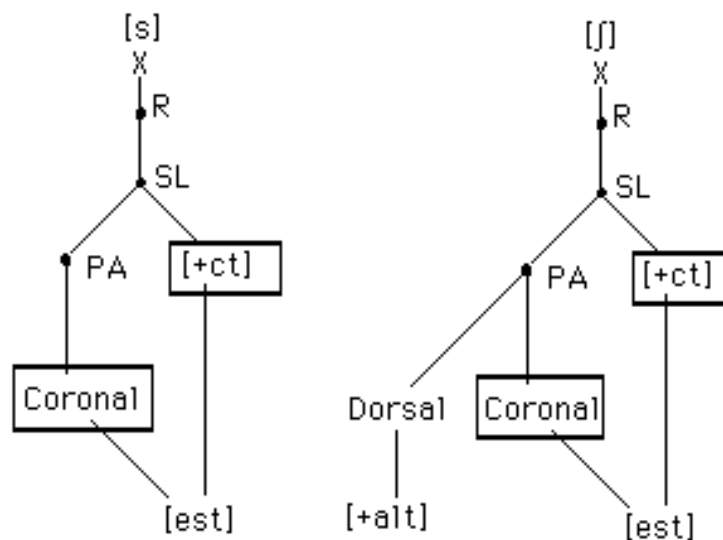 [s]
X
R
SL
PA
[+ct]
Coronal
[est]
[ʃ]
X
R
SL
PA
[+ct]
Dorsal
Coronal
[+alt]
[est]